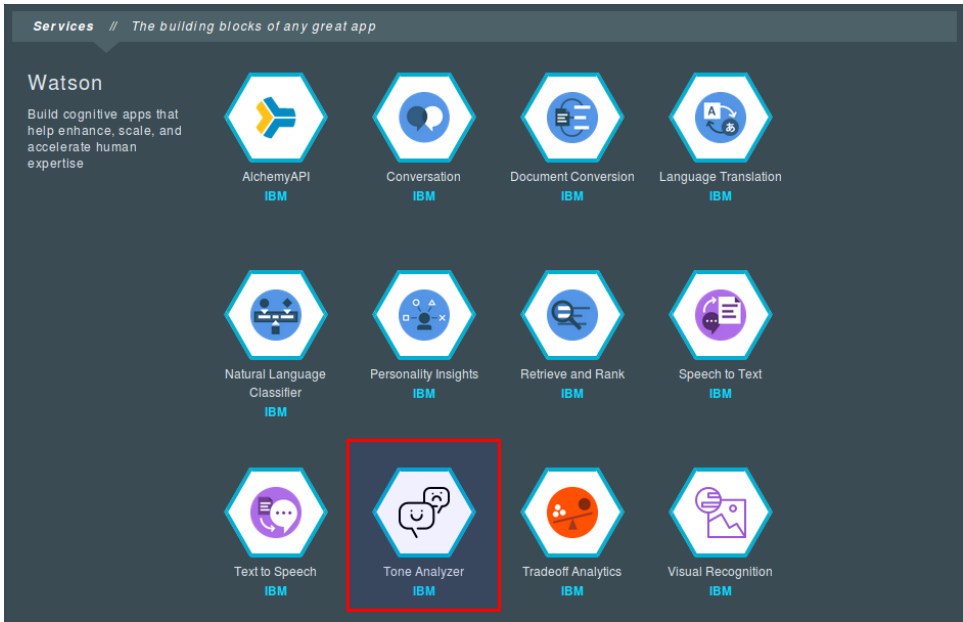 Services // The building blocks of any great app
Watson
Build cognitive apps that
help enhance, scale, and
accelerate human
expertise
AlchemyAPI
IBM
Conversation
IBM
Document Conversion
IBM
A
あ
Language Translation
IBM
Natural Language
Classifier
IBM
Personality Insights
IBM
Retrieve and Rank
IBM
Speech to Text
IBM
Text to Speech
IBM
Tone Analyzer
IBM
Tradeoff Analytics
IBM
Visual Recognition
IBM